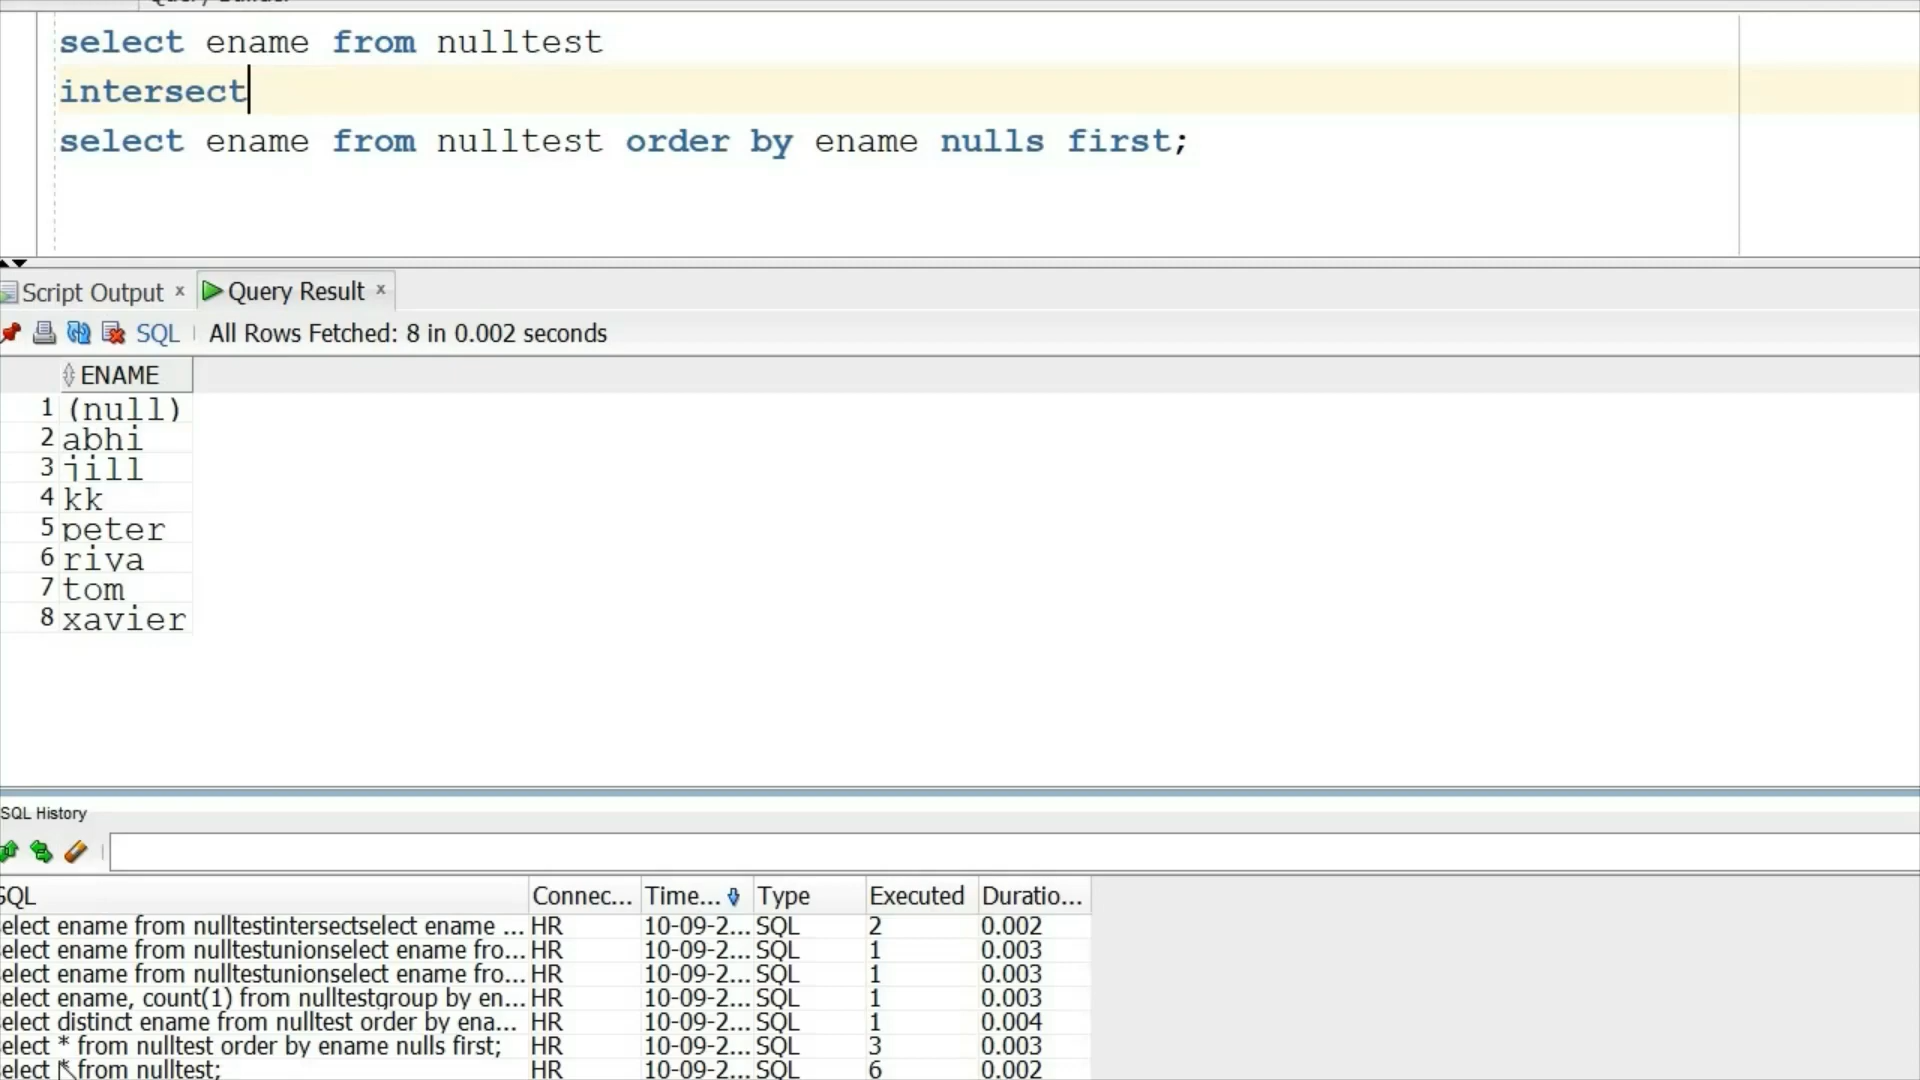 select ename from nulltest
intersect
select ename from nulltest order by ename nulls first;
Script Output × Query Result ×
SQL All Rows Fetched: 8 in 0.002 seconds
ENAME
1 (null)
2 abhi
3 jill
4 kk
5 peter
6 riya
7 tom
8 xavier
SQL History
SQL Connec... Time... Type Executed Duratio...
elect ename from nulltestintersectselect ename ... HR 10-09-2... SQL 2 0.002
elect ename from nulltestunionselect ename fro... HR 10-09-2... SQL 1 0.003
elect ename from nulltestunionselect ename fro... HR 10-09-2... SQL 1 0.003
elect ename, count(1) from nulltestgroup by en... HR 10-09-2... SQL 1 0.003
elect distinct ename from nulltest order by ena... HR 10-09-2... SQL 1 0.004
elect * from nulltest order by ename nulls first; HR 10-09-2... SQL 3 0.003
elect * from nulltest; HR 10-09-2... SQL 6 0.002